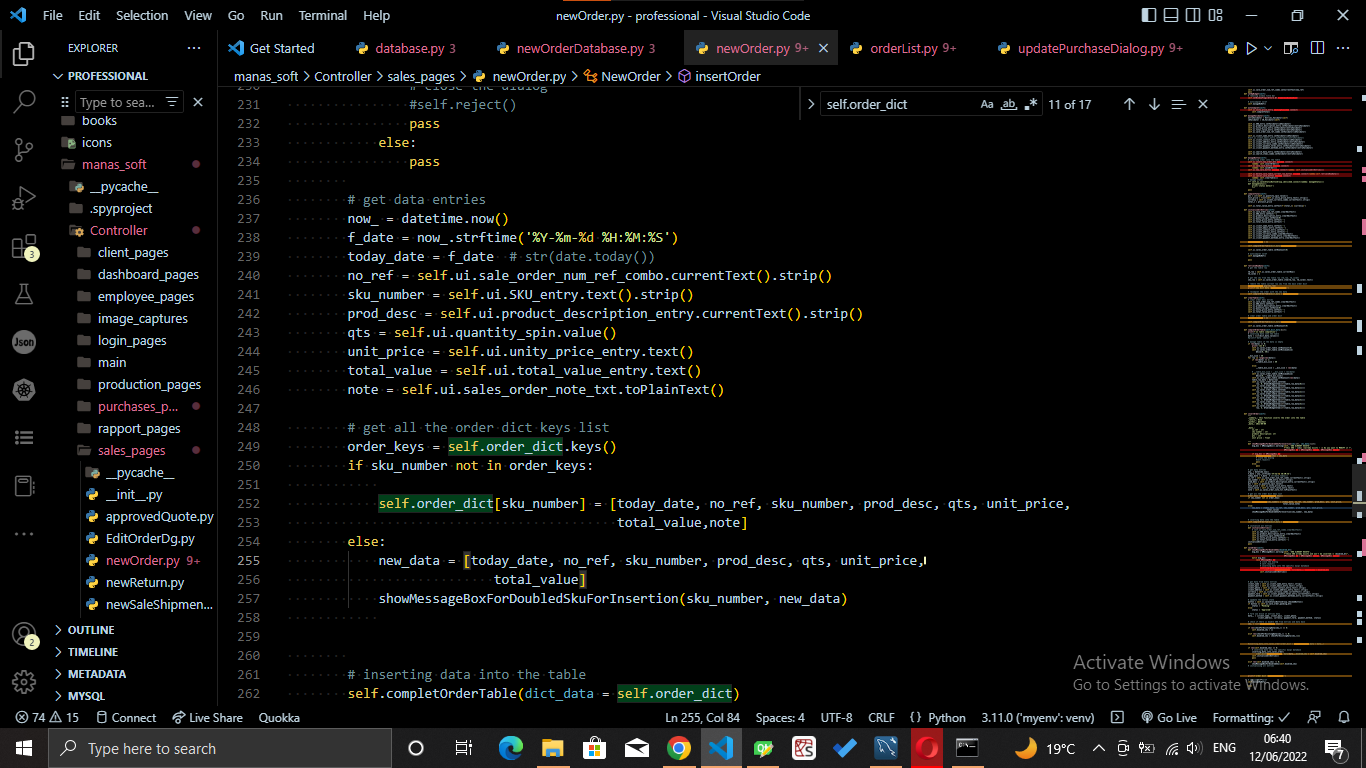 File Edit Selection View Go Run Terminal Help newOrder.py - professional - Visual Studio Code
EXPLORER ··· Get Started database.py 3 newOrderDatabase.py 3 newOrder.py 9+ orderList.py 9+ updatePurchaseDialog.py 9+
PROFESSIONAL
manas_soft > Controller > sales_pages > newOrder.py > NewOrder > insertOrder
Type to sea...
self.order_dict Aa ab 11 of 17
books
icons
manas_soft
__pycache__
.spyproject
Controller
client_pages
dashboard_pages
employee_pages
image_captures
login_pages
main
production_pages
purchases_p...
rapport_pages
sales_pages
__pycache__
__init__.py
approvedQuote.py
EditOrderDg.py
newOrder.py 9+
newReturn.py
newSaleShipmen...
OUTLINE
TIMELINE
METADATA
MYSQL
3
Json
2
230 # close the dialog
231 #self.reject()
232 pass
233 else:
234 pass
235
236 # get data entries
237 now_ = datetime.now()
238 f_date = now_.strftime('%Y-%m-%d %H:%M:%S')
239 today_date = f_date # str(date.today())
240 no_ref = self.ui.sale_order_num_ref_combo.currentText().strip()
241 sku_number = self.ui.SKU_entry.text().strip()
242 prod_desc = self.ui.product_description_entry.currentText().strip()
243 qts = self.ui.quantity_spin.value()
244 unit_price = self.ui.unity_price_entry.text()
245 total_value = self.ui.total_value_entry.text()
246 note = self.ui.sales_order_note_txt.toPlainText()
247
248 # get all the order dict keys list
249 order_keys = self.order_dict.keys()
250 if sku_number not in order_keys:
251
252 self.order_dict[sku_number] = [today_date, no_ref, sku_number, prod_desc, qts, unit_price,
253 total_value,note]
254 else:
255 new_data = [today_date, no_ref, sku_number, prod_desc, qts, unit_price,
256 total_value]
257 showMessageBoxForDoubledSkuForInsertion(sku_number, new_data)
258
259
260
261 # inserting data into the table
262 self.completOrderTable(dict_data = self.order_dict)
Activate Windows
Go to Settings to activate Windows.
74 15 Connect Live Share Quokka Ln 255, Col 84 Spaces: 4 UTF-8 CRLF {} Python 3.11.0 ('myenv': venv) Go Live Formatting: ✓
Type here to search 19°C ENG 06:40
12/06/2022 7